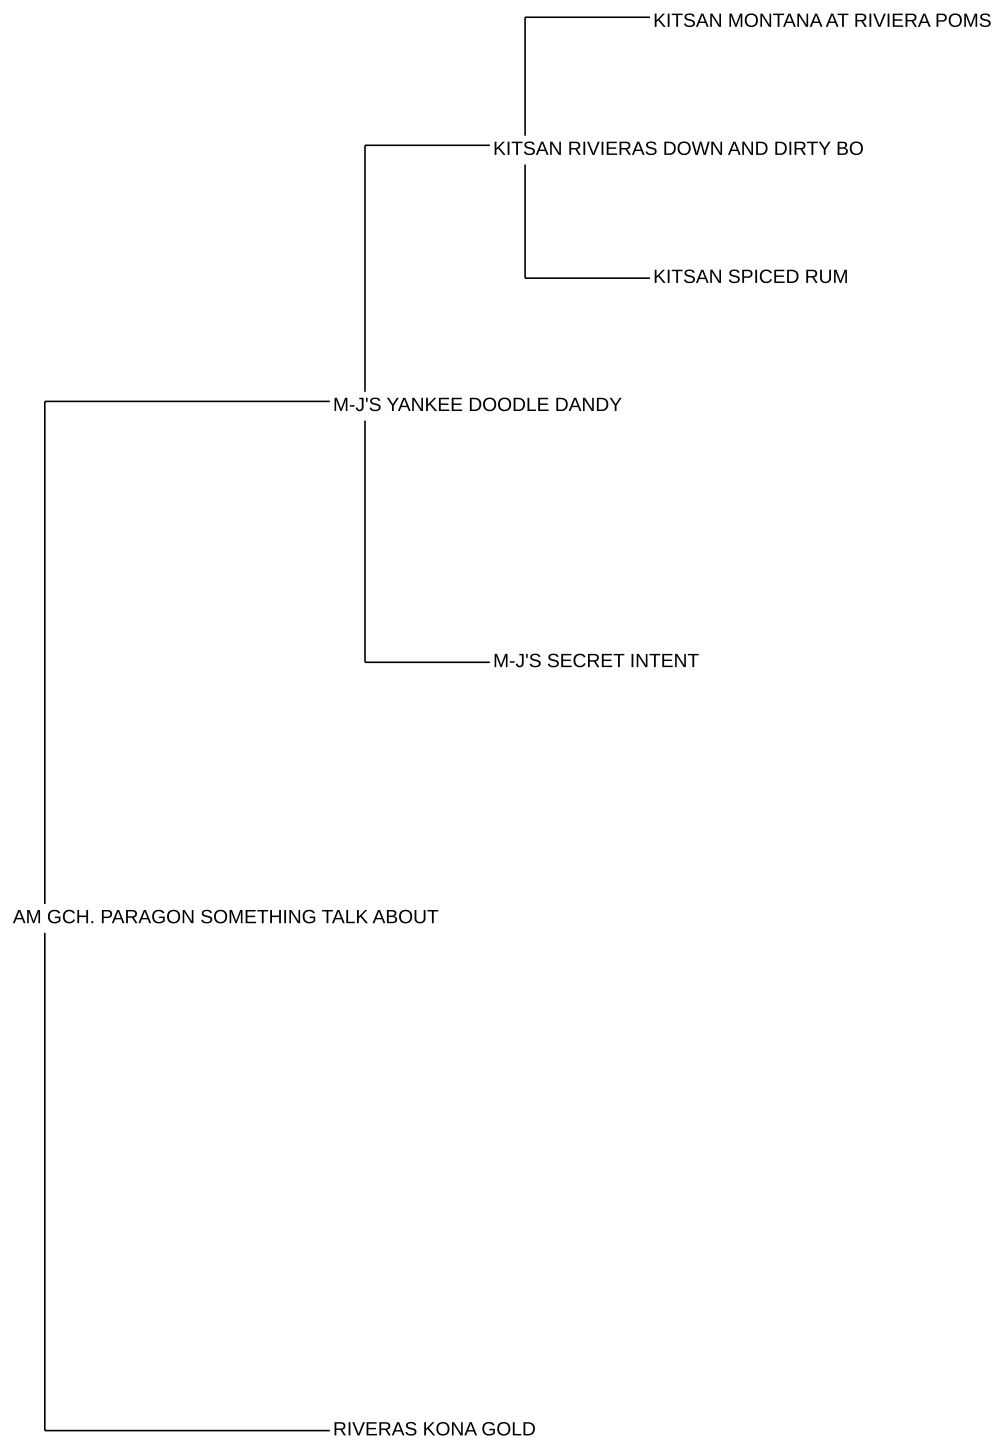 KITSAN MONTANA AT RIVIERA POMS
KITSAN RIVIERAS DOWN AND DIRTY BO
KITSAN SPICED RUM
M-J'S YANKEE DOODLE DANDY
M-J'S SECRET INTENT
AM GCH. PARAGON SOMETHING TALK ABOUT
RIVERAS KONA GOLD